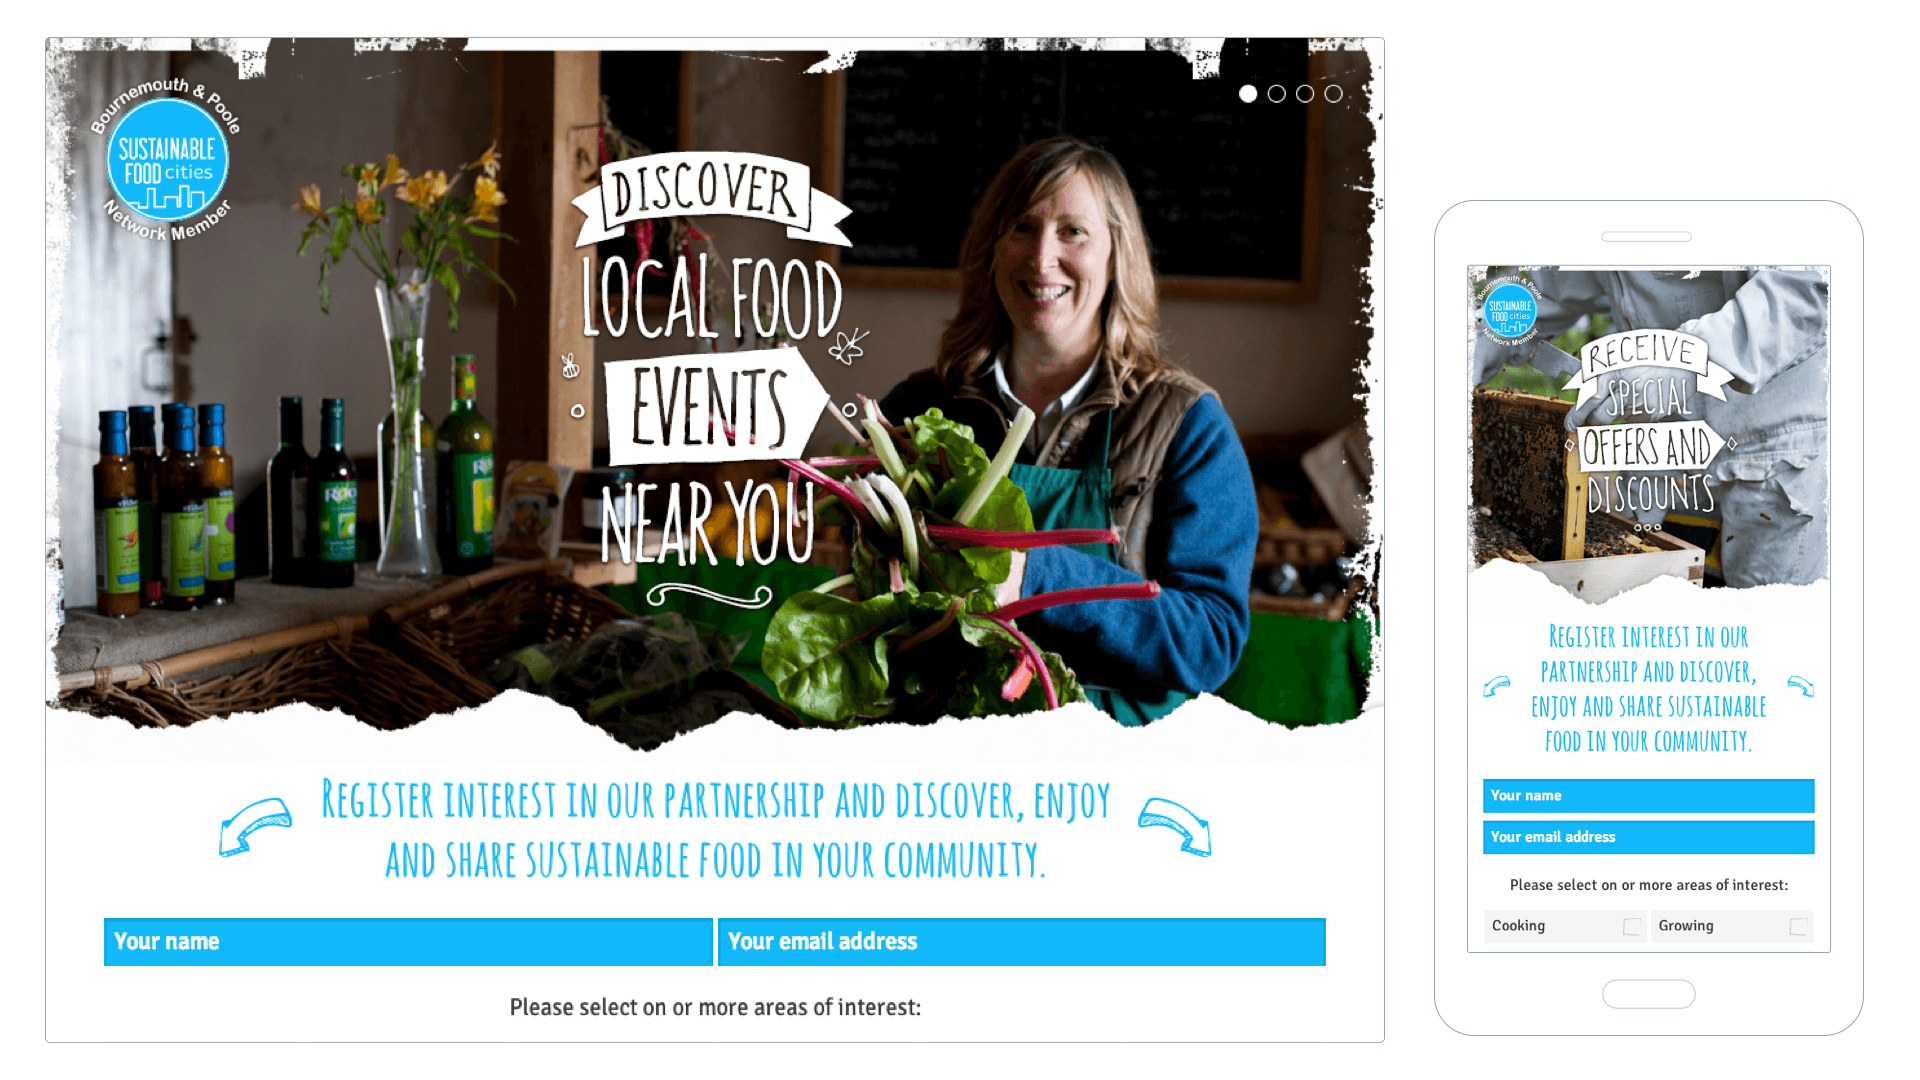 Bournemouth & Poole
SUSTAINABLE
FOOD cities
Network Member
DISCOVER
LOCAL FOOD
EVENTS
NEAR YOU
REGISTER INTEREST IN OUR PARTNERSHIP AND DISCOVER, ENJOY
AND SHARE SUSTAINABLE FOOD IN YOUR COMMUNITY.
Your name
Your email address
Please select on or more areas of interest:
Bournemouth & Poole
SUSTAINABLE
FOOD cities
Network Member
RECEIVE
SPECIAL
OFFERS AND
DISCOUNTS
REGISTER INTEREST IN OUR
PARTNERSHIP AND DISCOVER,
ENJOY AND SHARE SUSTAINABLE
FOOD IN YOUR COMMUNITY.
Your name
Your email address
Please select on or more areas of interest:
Cooking
Growing